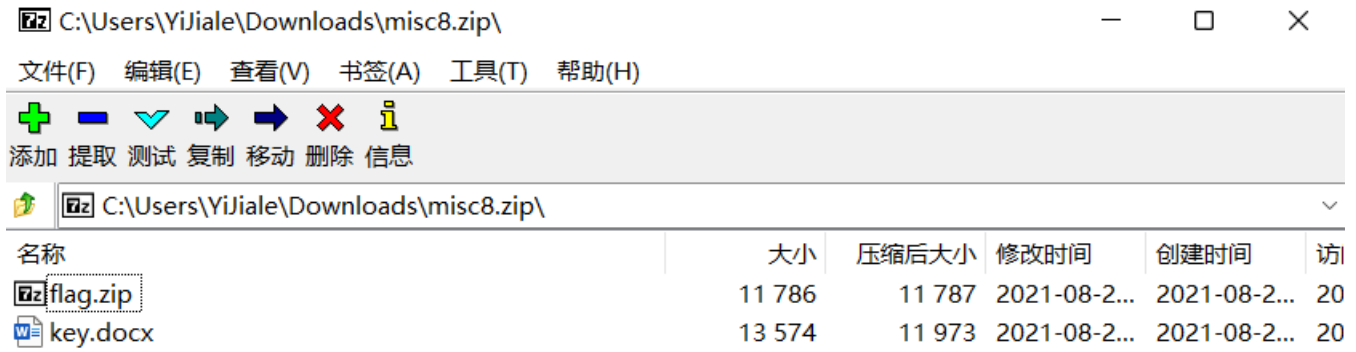 C:\Users\YiJiale\Downloads\misc8.zip\
文件(F) 编辑(E) 查看(V) 书签(A) 工具(T) 帮助(H)
添加 提取 测试 复制 移动 删除 信息
C:\Users\YiJiale\Downloads\misc8.zip\
名称 大小 压缩后大小 修改时间 创建时间 访
flag.zip 11 786 11 787 2021-08-2... 2021-08-2... 20
key.docx 13 574 11 973 2021-08-2... 2021-08-2... 20